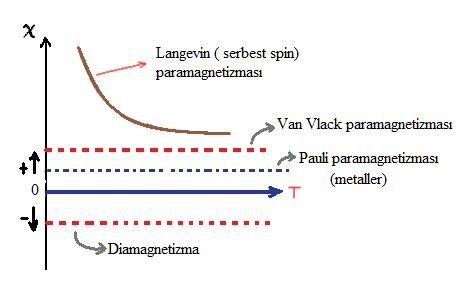 χ
Langevin ( serbest spin)
paramagnetizması
Van Vlack paramagnetizması
+
Pauli paramagnetizması
(metaller)
0
T
-
Diamagnetizma